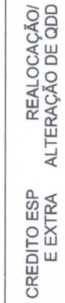 CREDITO ESP
E EXTRA
REALOCAÇÃO/
ALTERAÇÃO DE QDD